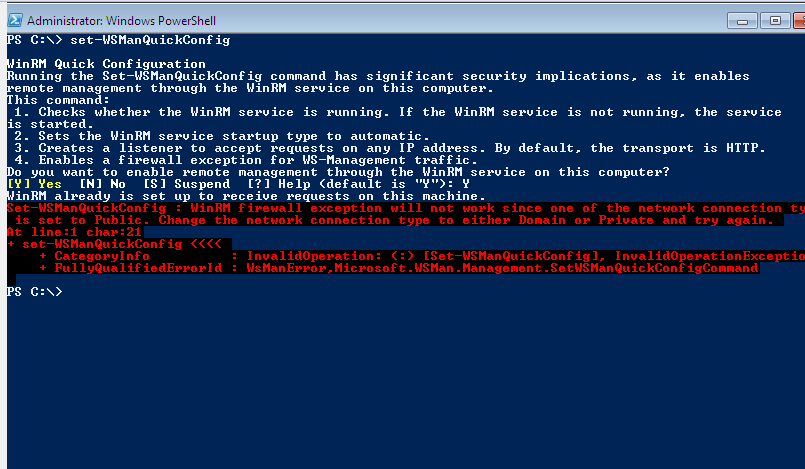 Administrator: Windows PowerShell
PS C:\> set-WSManQuickConfig
WinRM Quick Configuration
Running the Set-WSManQuickConfig command has significant security implications, as it enables
remote management through the WinRM service on this computer.
This command:
1. Checks whether the WinRM service is running. If the WinRM service is not running, the service
is started.
2. Sets the WinRM service startup type to automatic.
3. Creates a listener to accept requests on any IP address. By default, the transport is HTTP.
4. Enables a firewall exception for WS-Management traffic.
Do you want to enable remote management through the WinRM service on this computer?
[Y] Yes [N] No [S] Suspend [?] Help (default is "Y"): Y
WinRM already is set up to receive requests on this machine.
Set-WSManQuickConfig : WinRM firewall exception will not work since one of the network connection ty
is set to Public. Change the network connection type to either Domain or Private and try again.
At line:1 char:21
+ set-WSManQuickConfig <<<<
+ CategoryInfo : InvalidOperation: (:) [Set-WSManQuickConfig], InvalidOperationExceptio
+ FullyQualifiedErrorId : WsManError,Microsoft.WSMan.Management.SetWSManQuickConfigCommand
PS C:\>